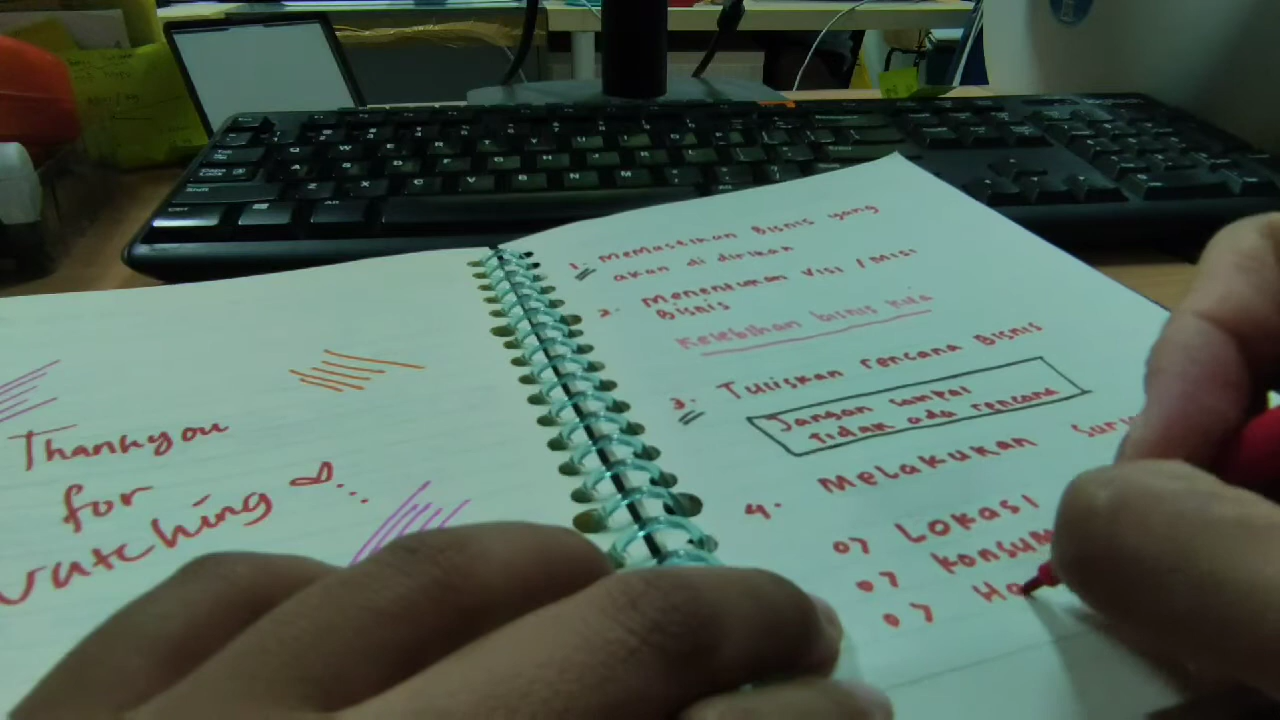 Thankyou
for
watching
1. Memastikan Bisnis yang
akan di dirikan
2. Menentukan Visi / Misi
Bisnis
Kelebihan bisnis kita
3. Tuliskan rencana Bisnis
Jangan sampai
tidak ada rencana
4. Melakukan
Lokasi